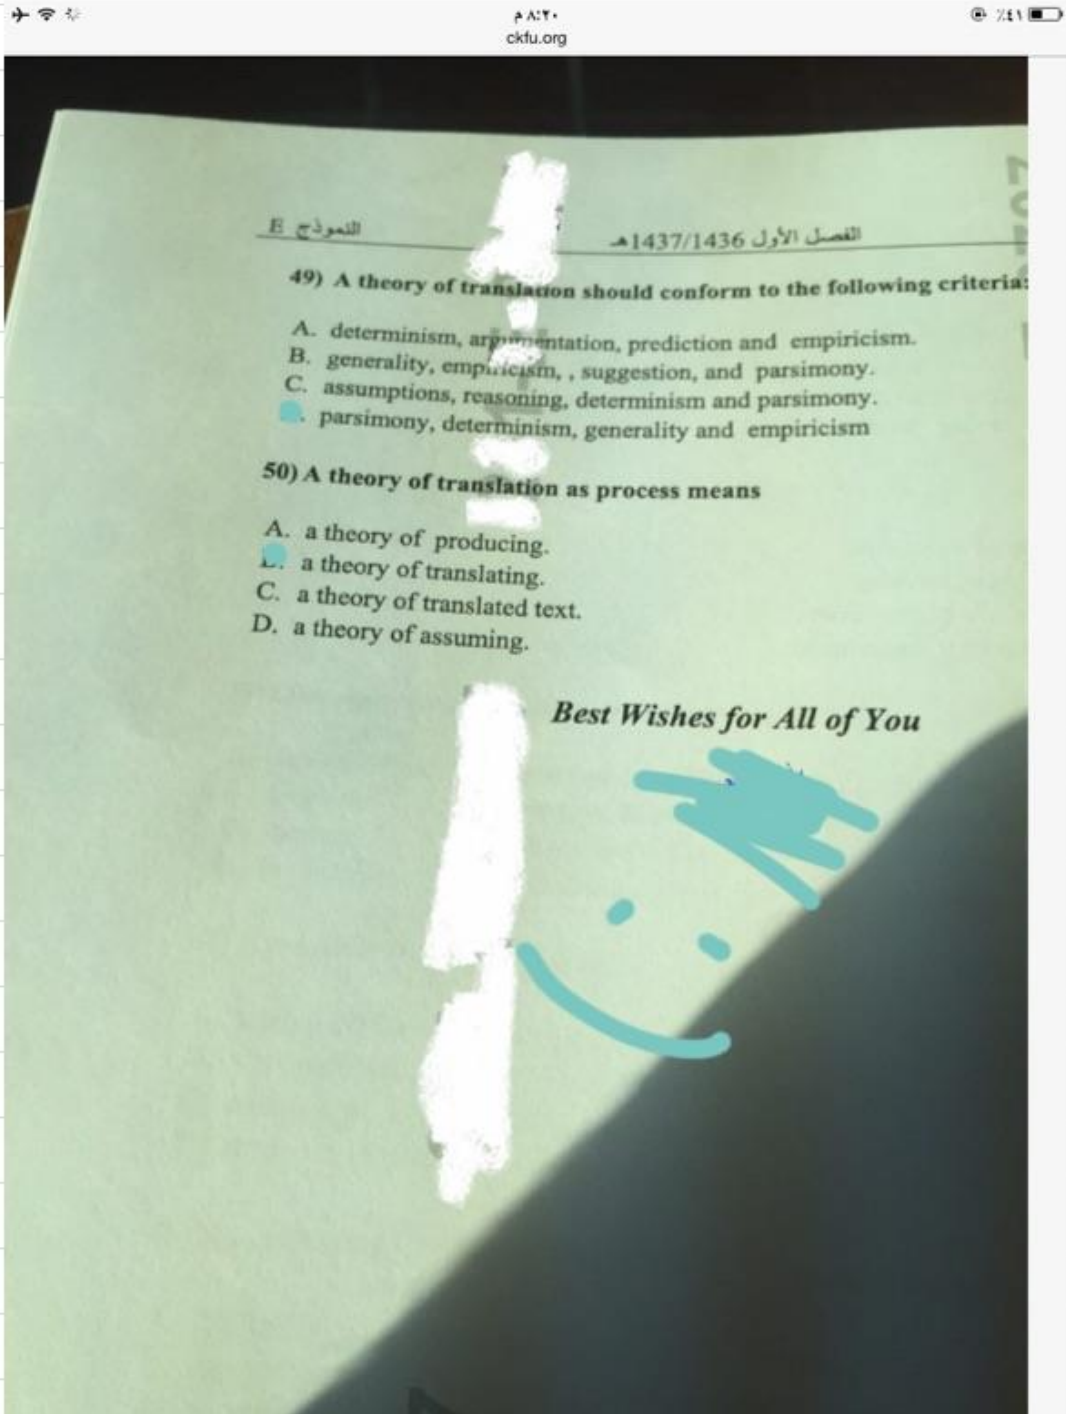 ٨:٢٠ م
٪٤١
ckfu.org
النموذج E
الفصل الأول 1437/1436هـ
49) A theory of translation should conform to the following criteria:
A. determinism, argumentation, prediction and empiricism.
B. generality, empiricism, , suggestion, and parsimony.
C. assumptions, reasoning, determinism and parsimony.
. parsimony, determinism, generality and empiricism
50) A theory of translation as process means
A. a theory of producing.
. a theory of translating.
C. a theory of translated text.
D. a theory of assuming.
Best Wishes for All of You